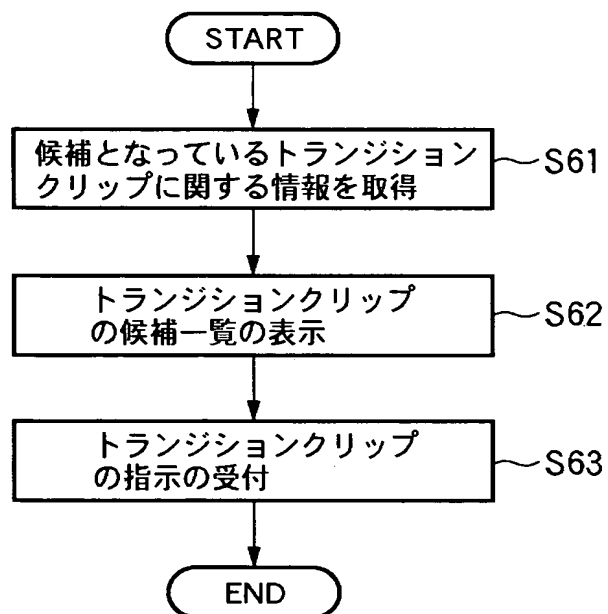 START
候補となっているトランジション
クリップに関する情報を取得
S61
トランジションクリップ
の候補一覧の表示
S62
トランジションクリップ
の指示の受付
S63
END